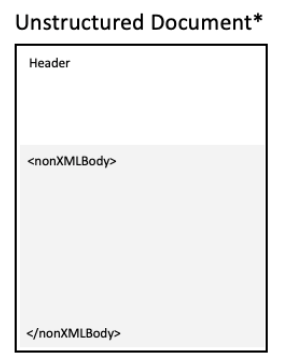 Unstructured Document*
Header
<nonXMLBody>
</nonXMLBody>